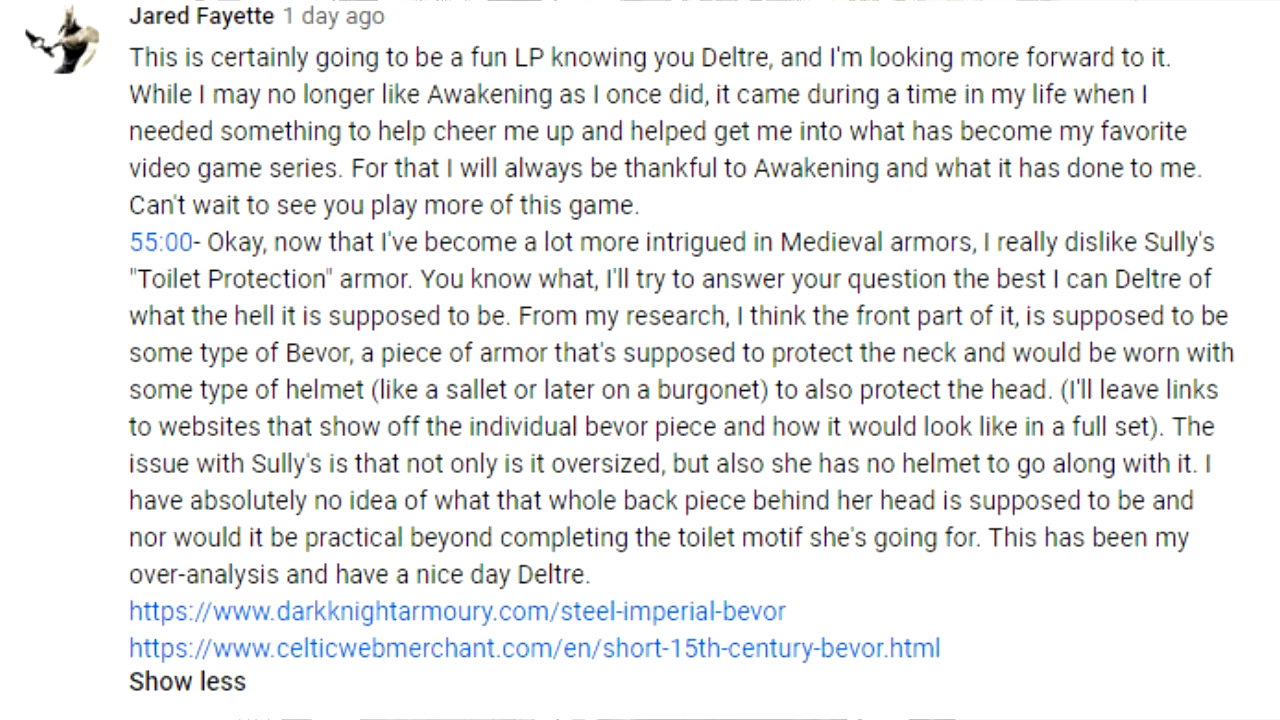 Jared Fayette 1 day ago
This is certainly going to be a fun LP knowing you Deltre, and I'm looking more forward to it.
While I may no longer like Awakening as I once did, it came during a time in my life when I
needed something to help cheer me up and helped get me into what has become my favorite
video game series. For that I will always be thankful to Awakening and what it has done to me.
Can't wait to see you play more of this game.
55:00- Okay, now that I've become a lot more intrigued in Medieval armors, I really dislike Sully's
"Toilet Protection" armor. You know what, I'll try to answer your question the best I can Deltre of
what the hell it is supposed to be. From my research, I think the front part of it, is supposed to be
some type of Bevor, a piece of armor that's supposed to protect the neck and would be worn with
some type of helmet (like a sallet or later on a burgonet) to also protect the head. (I'll leave links
to websites that show off the individual bevor piece and how it would look like in a full set). The
issue with Sully's is that not only is it oversized, but also she has no helmet to go along with it. I
have absolutely no idea of what that whole back piece behind her head is supposed to be and
nor would it be practical beyond completing the toilet motif she's going for. This has been my
over-analysis and have a nice day Deltre.
https://www.darkknightarmoury.com/steel-imperial-bevor
https://www.celticwebmerchant.com/en/short-15th-century-bevor.html
Show less